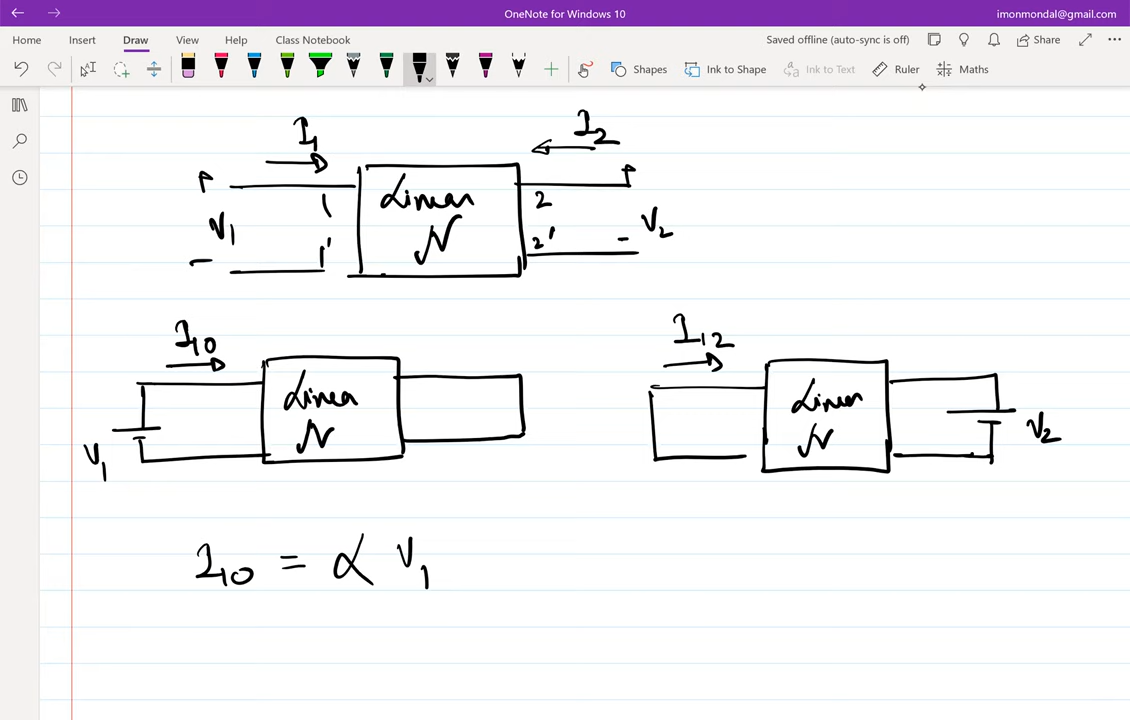 OneNote for Windows 10
imonmondal@gmail.com
Home Insert Draw View Help Class Notebook
Saved offline (auto-sync is off) Share
Shapes Ink to Shape Ink to Text Ruler Maths
I1 I2
+ 1 Linear 2 +
V1 N V2
- 1' 2' -
I10 I12
Linear Linear
N N
V1 V2
I10 = α V1